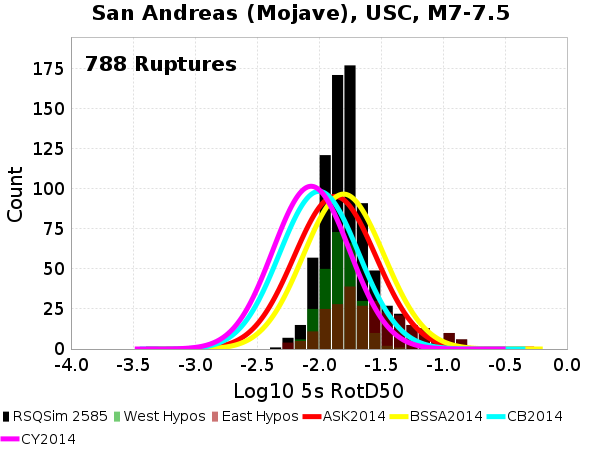 San Andreas (Mojave), USC, M7-7.5
788 Ruptures
175
150
125
100
75
50
25
0
Count
-4.0 -3.5 -3.0 -2.5 -2.0 -1.5 -1.0 -0.5 0.0
Log10 5s RotD50
RSQSim 2585 West Hypos East Hypos ASK2014 BSSA2014 CB2014
CY2014